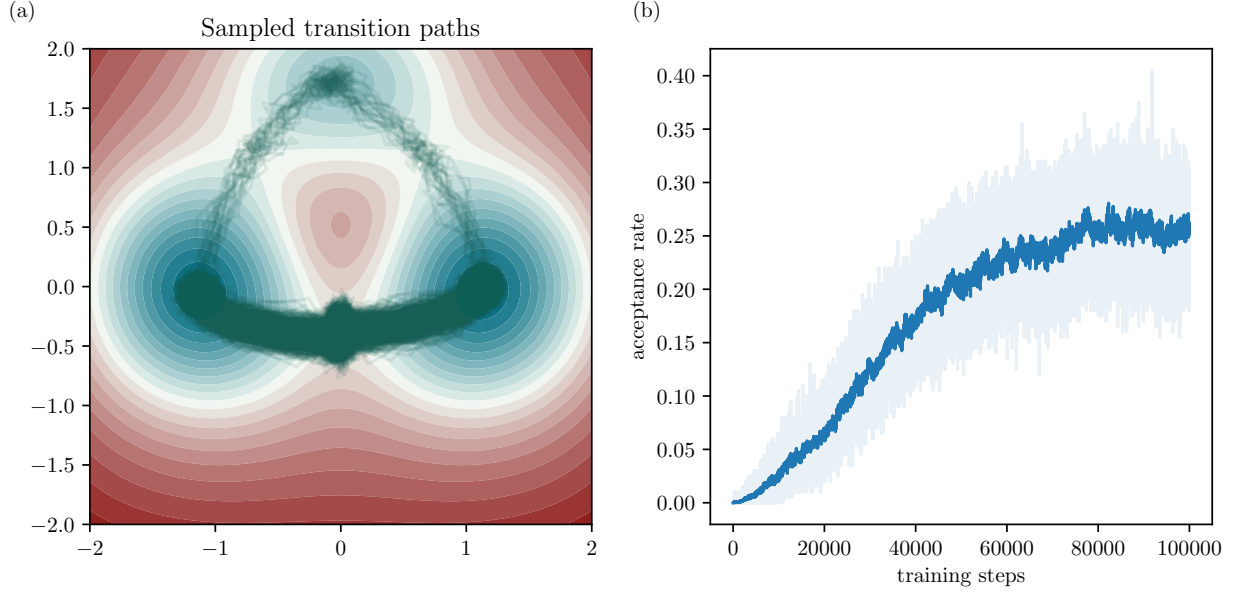 (a)
Sampled transition paths
2.0
1.5
1.0
0.5
0.0
−0.5
−1.0
−1.5
−2.0
−2 −1 0 1 2
(b)
acceptance rate
0.40
0.35
0.30
0.25
0.20
0.15
0.10
0.05
0.00
0 20000 40000 60000 80000 100000
training steps